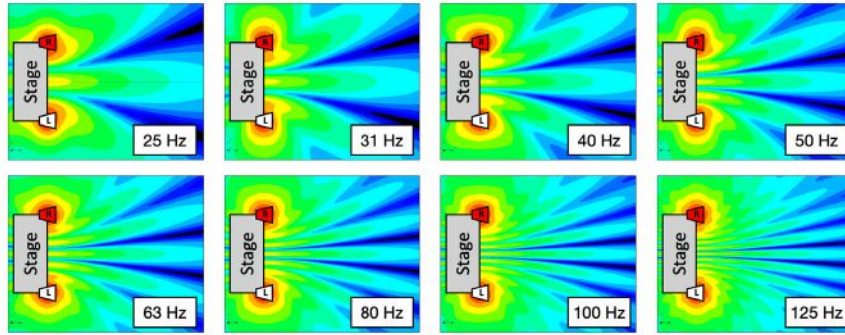 R
Stage
L
25 Hz
R
Stage
L
31 Hz
R
Stage
L
40 Hz
R
Stage
L
50 Hz
R
Stage
L
63 Hz
R
Stage
L
80 Hz
R
Stage
L
100 Hz
R
Stage
L
125 Hz